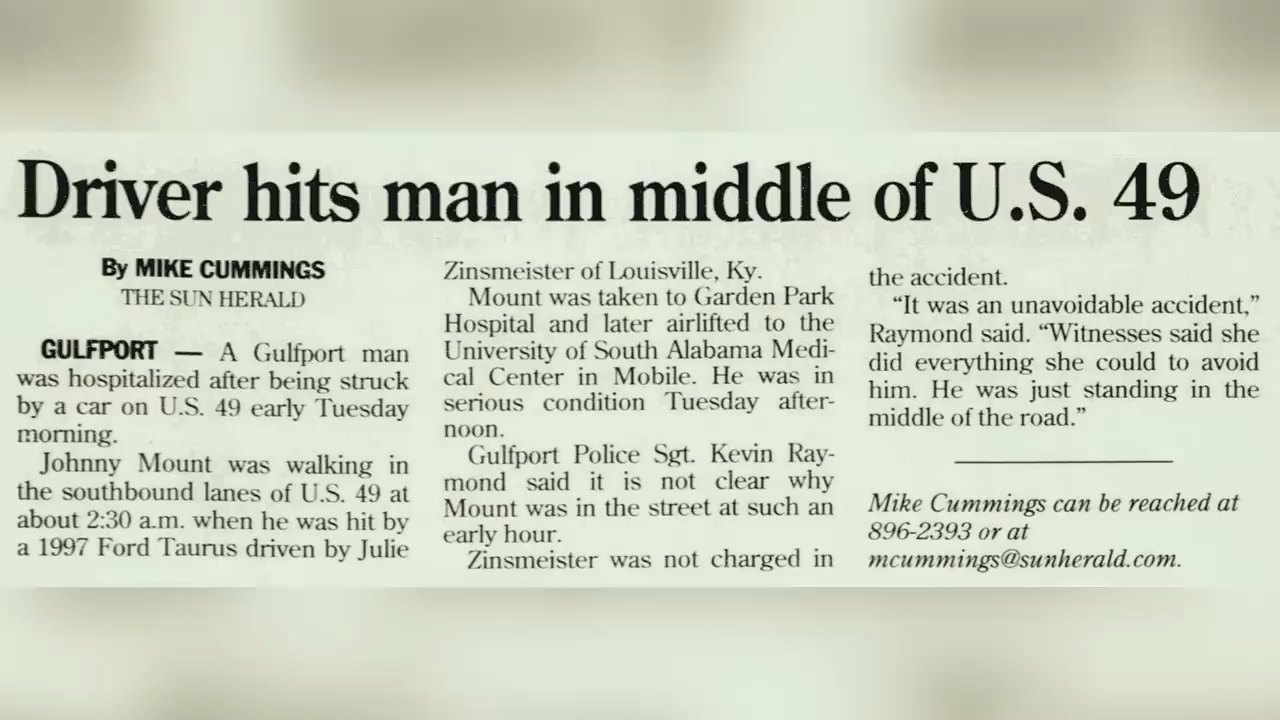 Driver hits man in middle of U.S. 49
By MIKE CUMMINGS
THE SUN HERALD
GULFPORT — A Gulfport man
was hospitalized after being struck
by a car on U.S. 49 early Tuesday
morning.
Johnny Mount was walking in
the southbound lanes of U.S. 49 at
about 2:30 a.m. when he was hit by
a 1997 Ford Taurus driven by Julie
Zinsmeister of Louisville, Ky.
Mount was taken to Garden Park
Hospital and later airlifted to the
University of South Alabama Medi-
cal Center in Mobile. He was in
serious condition Tuesday after-
noon.
Gulfport Police Sgt. Kevin Ray-
mond said it is not clear why
Mount was in the street at such an
early hour.
Zinsmeister was not charged in
the accident.
“It was an unavoidable accident,”
Raymond said. “Witnesses said she
did everything she could to avoid
him. He was just standing in the
middle of the road.”
Mike Cummings can be reached at
896-2393 or at
mcummings@sunherald.com.